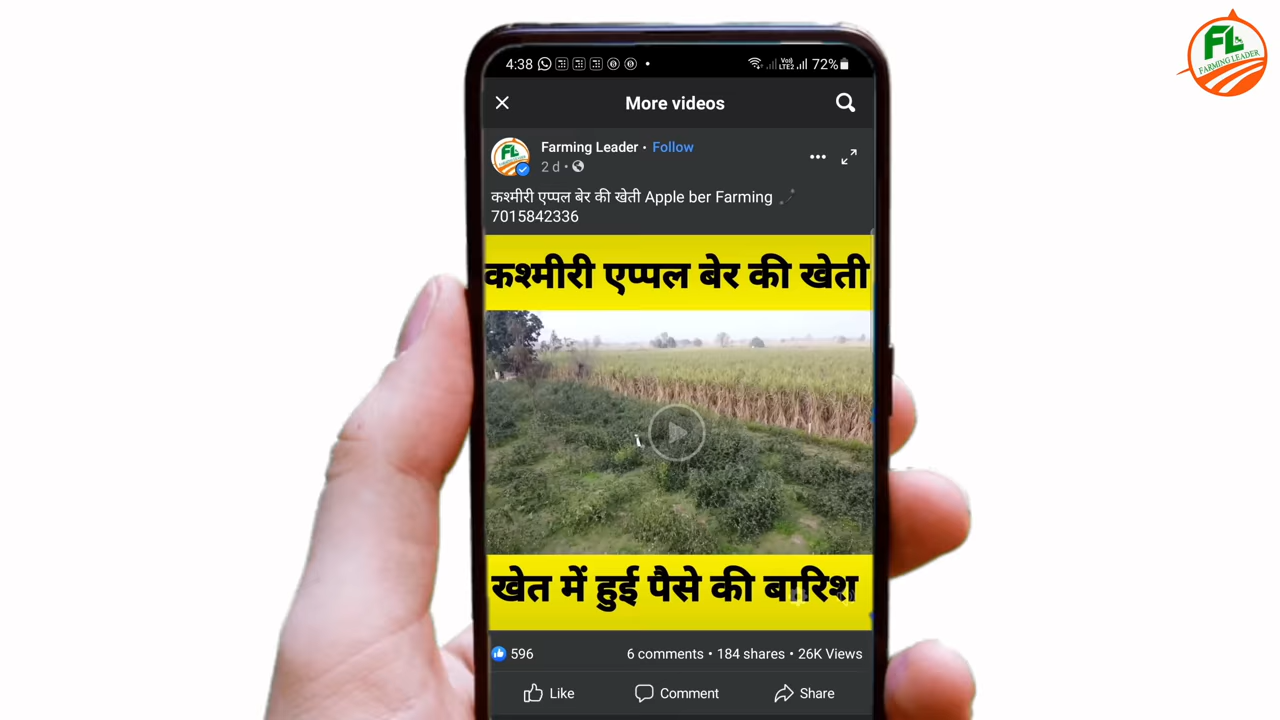 4:38
VoLTE2 72%
FL
FARMING LEADER
More videos
Farming Leader • Follow
2 d •
कश्मीरी एप्पल बेर की खेती Apple ber Farming
7015842336
कश्मीरी एप्पल बेर की खेती
खेत में हुई पैसे की बारिश
596 6 comments • 184 shares • 26K Views
Like Comment Share